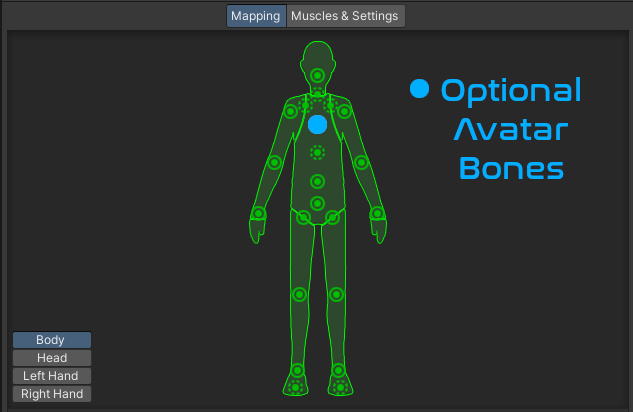 Mapping
Muscles & Settings
Optional
Avatar
Bones
Body
Head
Left Hand
Right Hand